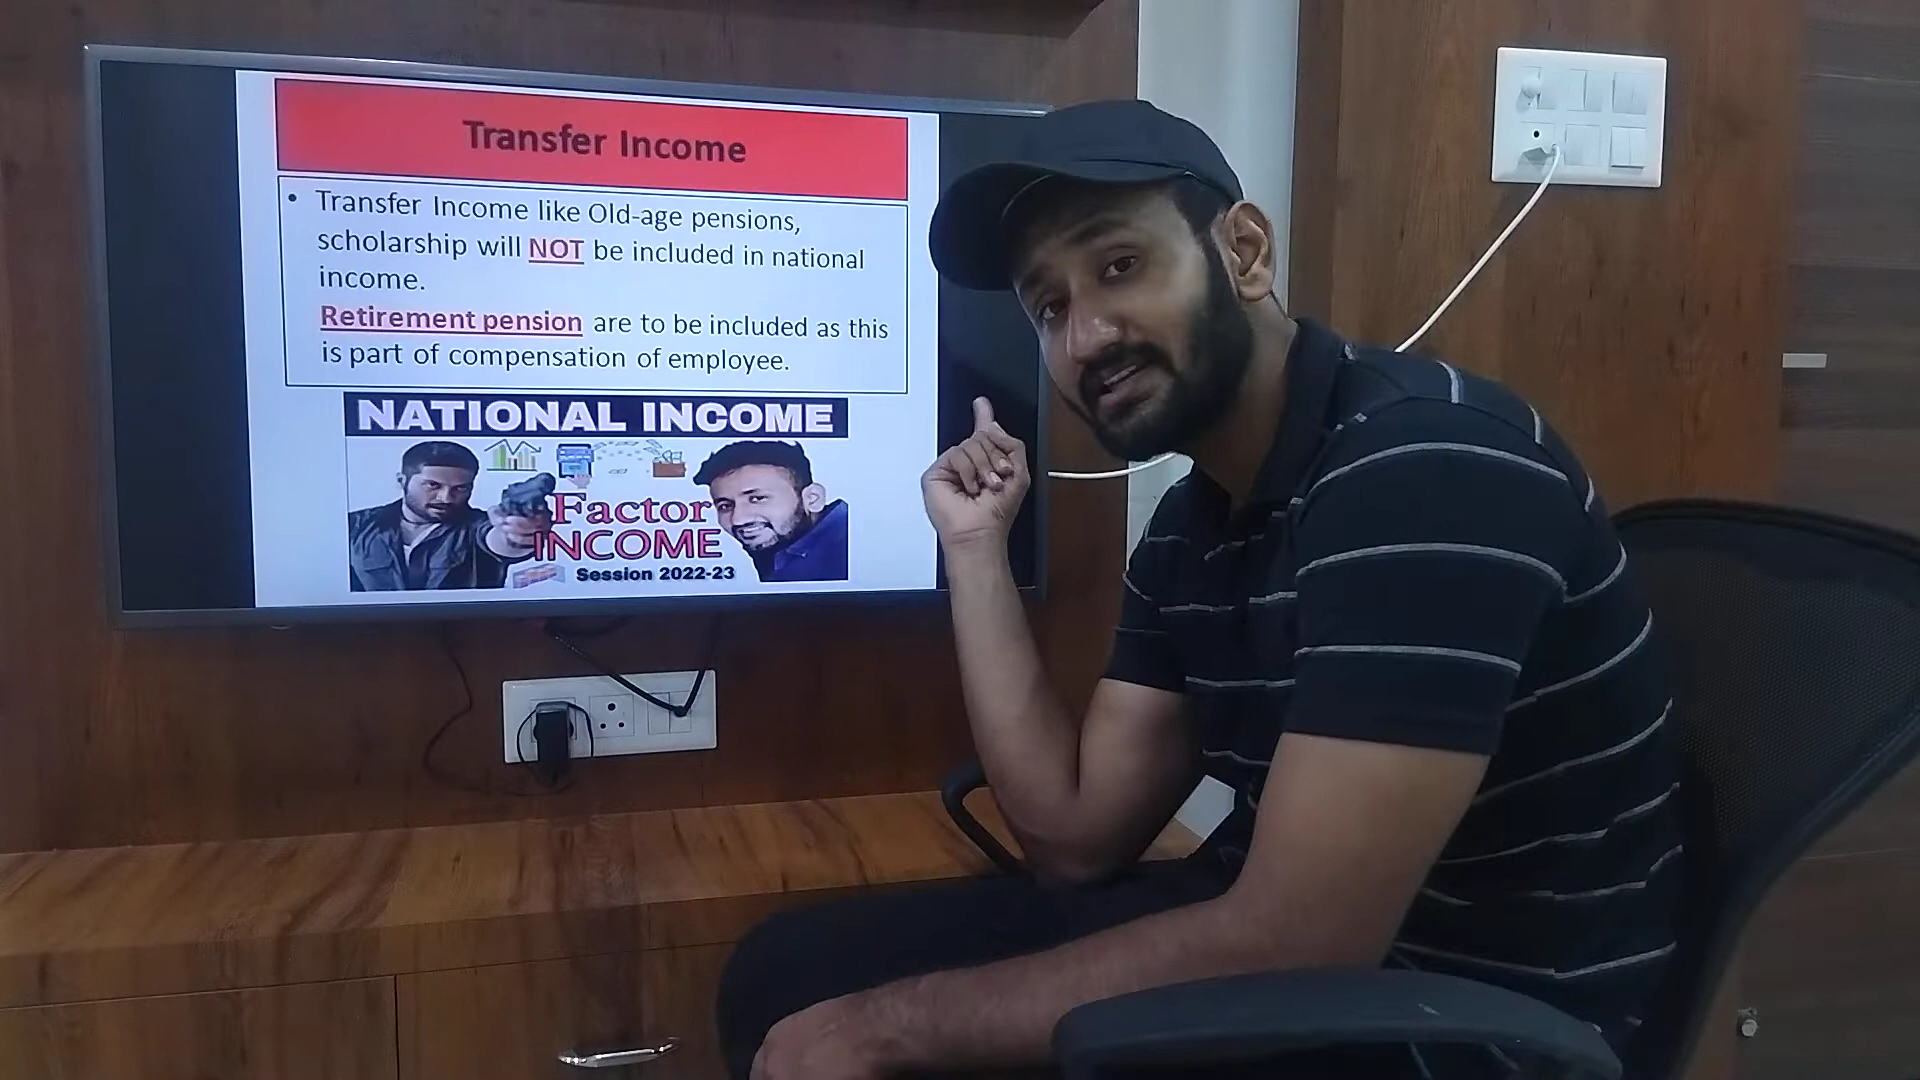 Transfer Income
• Transfer Income like Old-age pensions,
scholarship will NOT be included in national
income.
Retirement pension are to be included as this
is part of compensation of employee.
NATIONAL INCOME
Factor
INCOME
Session 2022-23